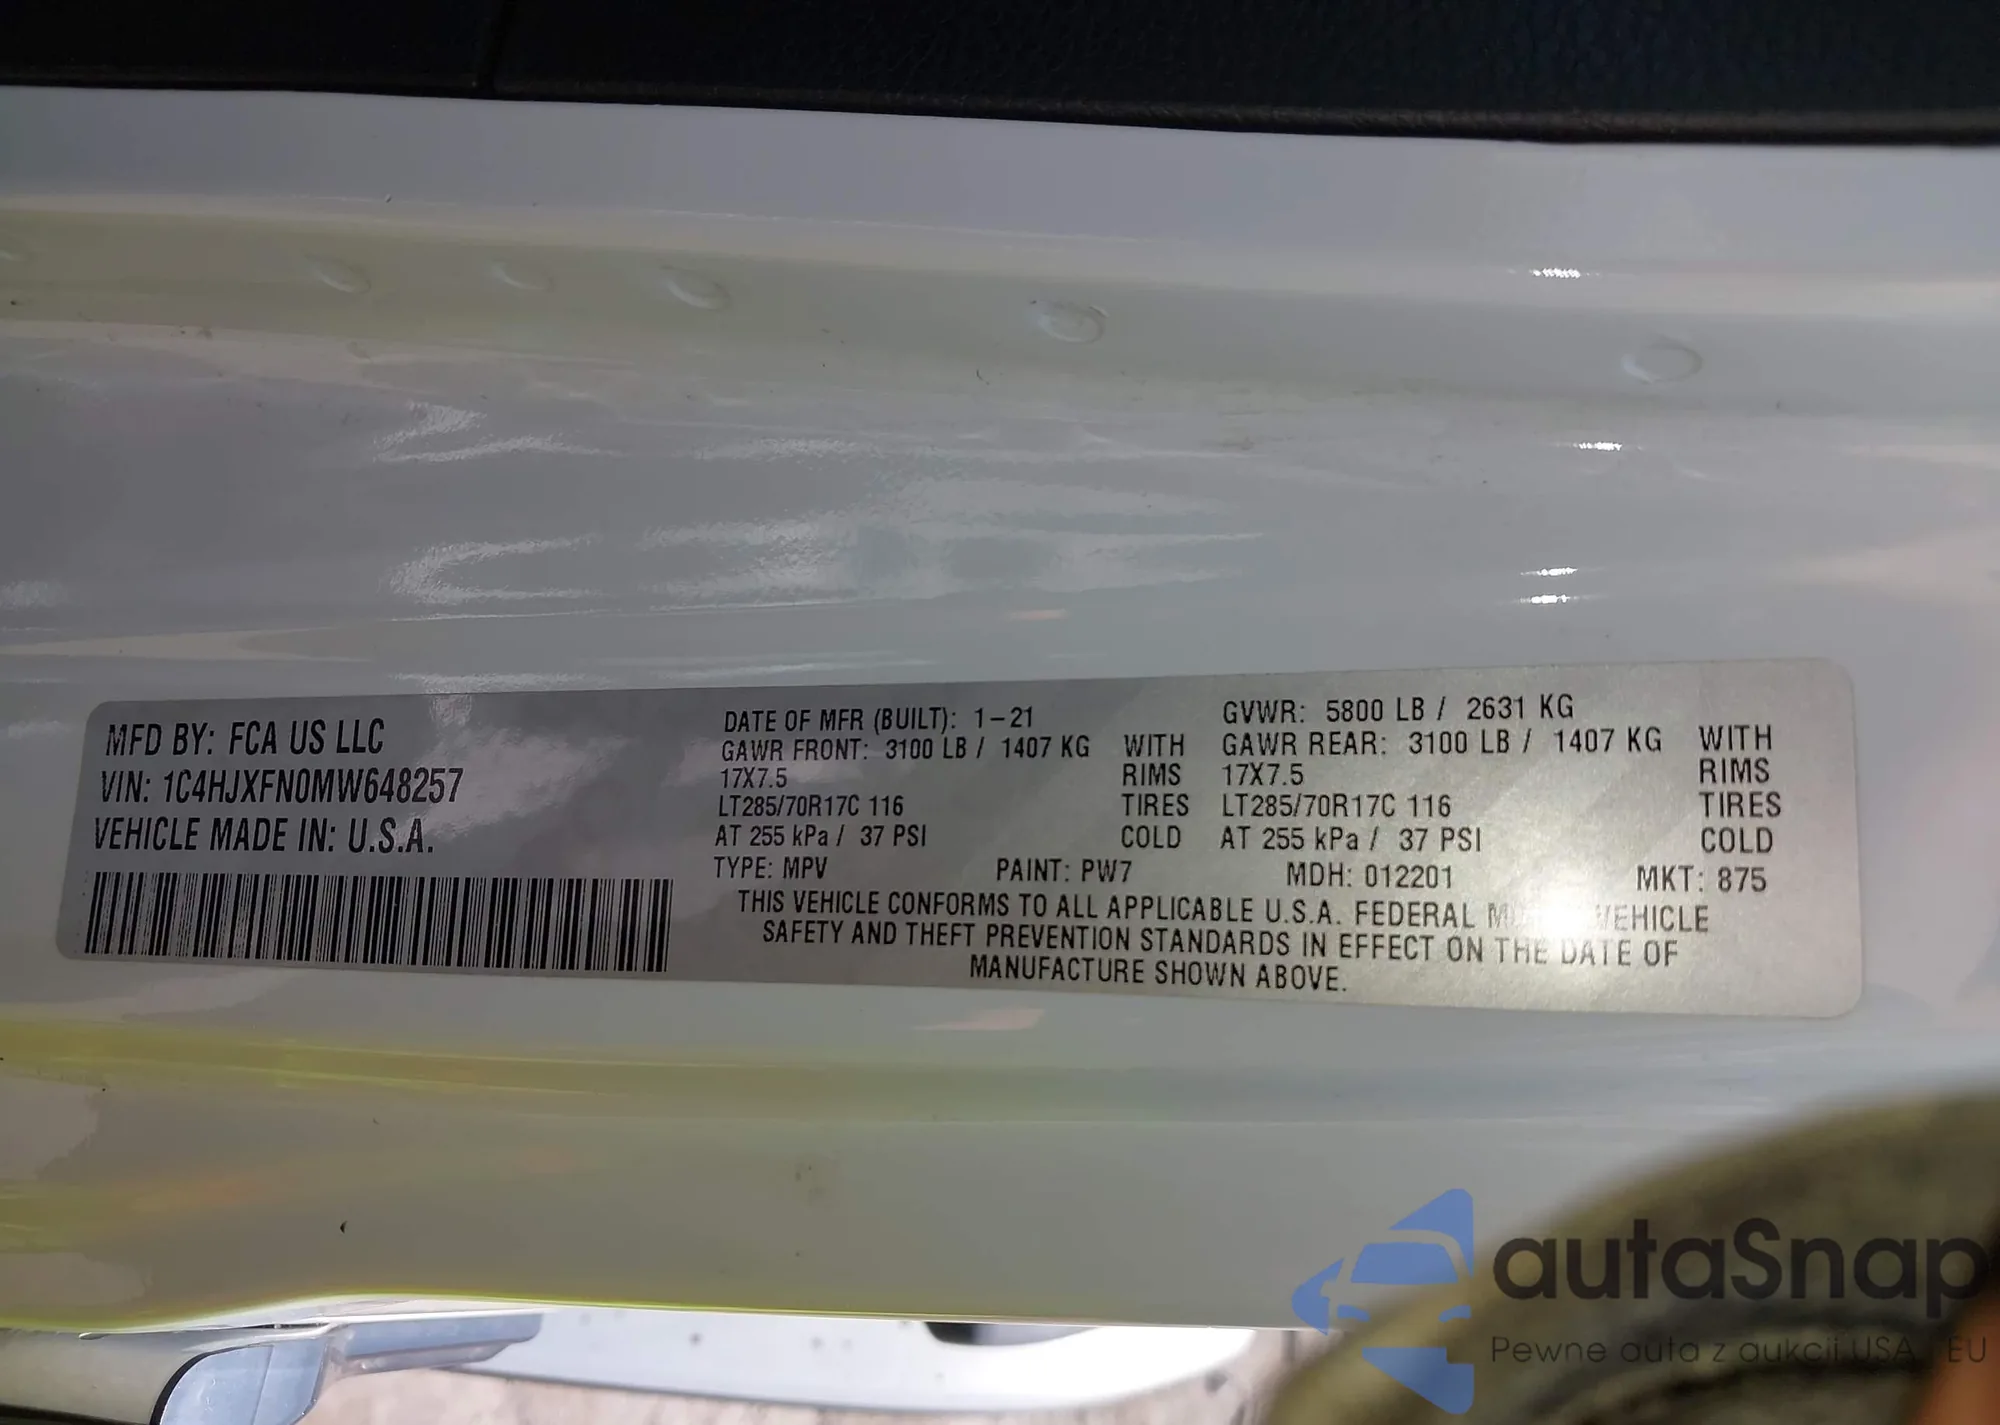 MFD BY: FCA US LLC
VIN: 1C4HJXFN0MW648257
VEHICLE MADE IN: U.S.A.
DATE OF MFR (BUILT): 1-21
GVWR: 5800 LB / 2631 KG
GAWR FRONT: 3100 LB / 1407 KG WITH GAWR REAR: 3100 LB / 1407 KG WITH
17X7.5 RIMS 17X7.5 RIMS
LT285/70R17C 116 TIRES LT285/70R17C 116 TIRES
AT 255 kPa / 37 PSI COLD AT 255 kPa / 37 PSI COLD
TYPE: MPV PAINT: PW7 MDH: 012201 MKT: 875
THIS VEHICLE CONFORMS TO ALL APPLICABLE U.S.A. FEDERAL VEHICLE
SAFETY AND THEFT PREVENTION STANDARDS IN EFFECT ON THE DATE OF
MANUFACTURE SHOWN ABOVE.
autaSnap
Pewne auta z aukcji USA EU